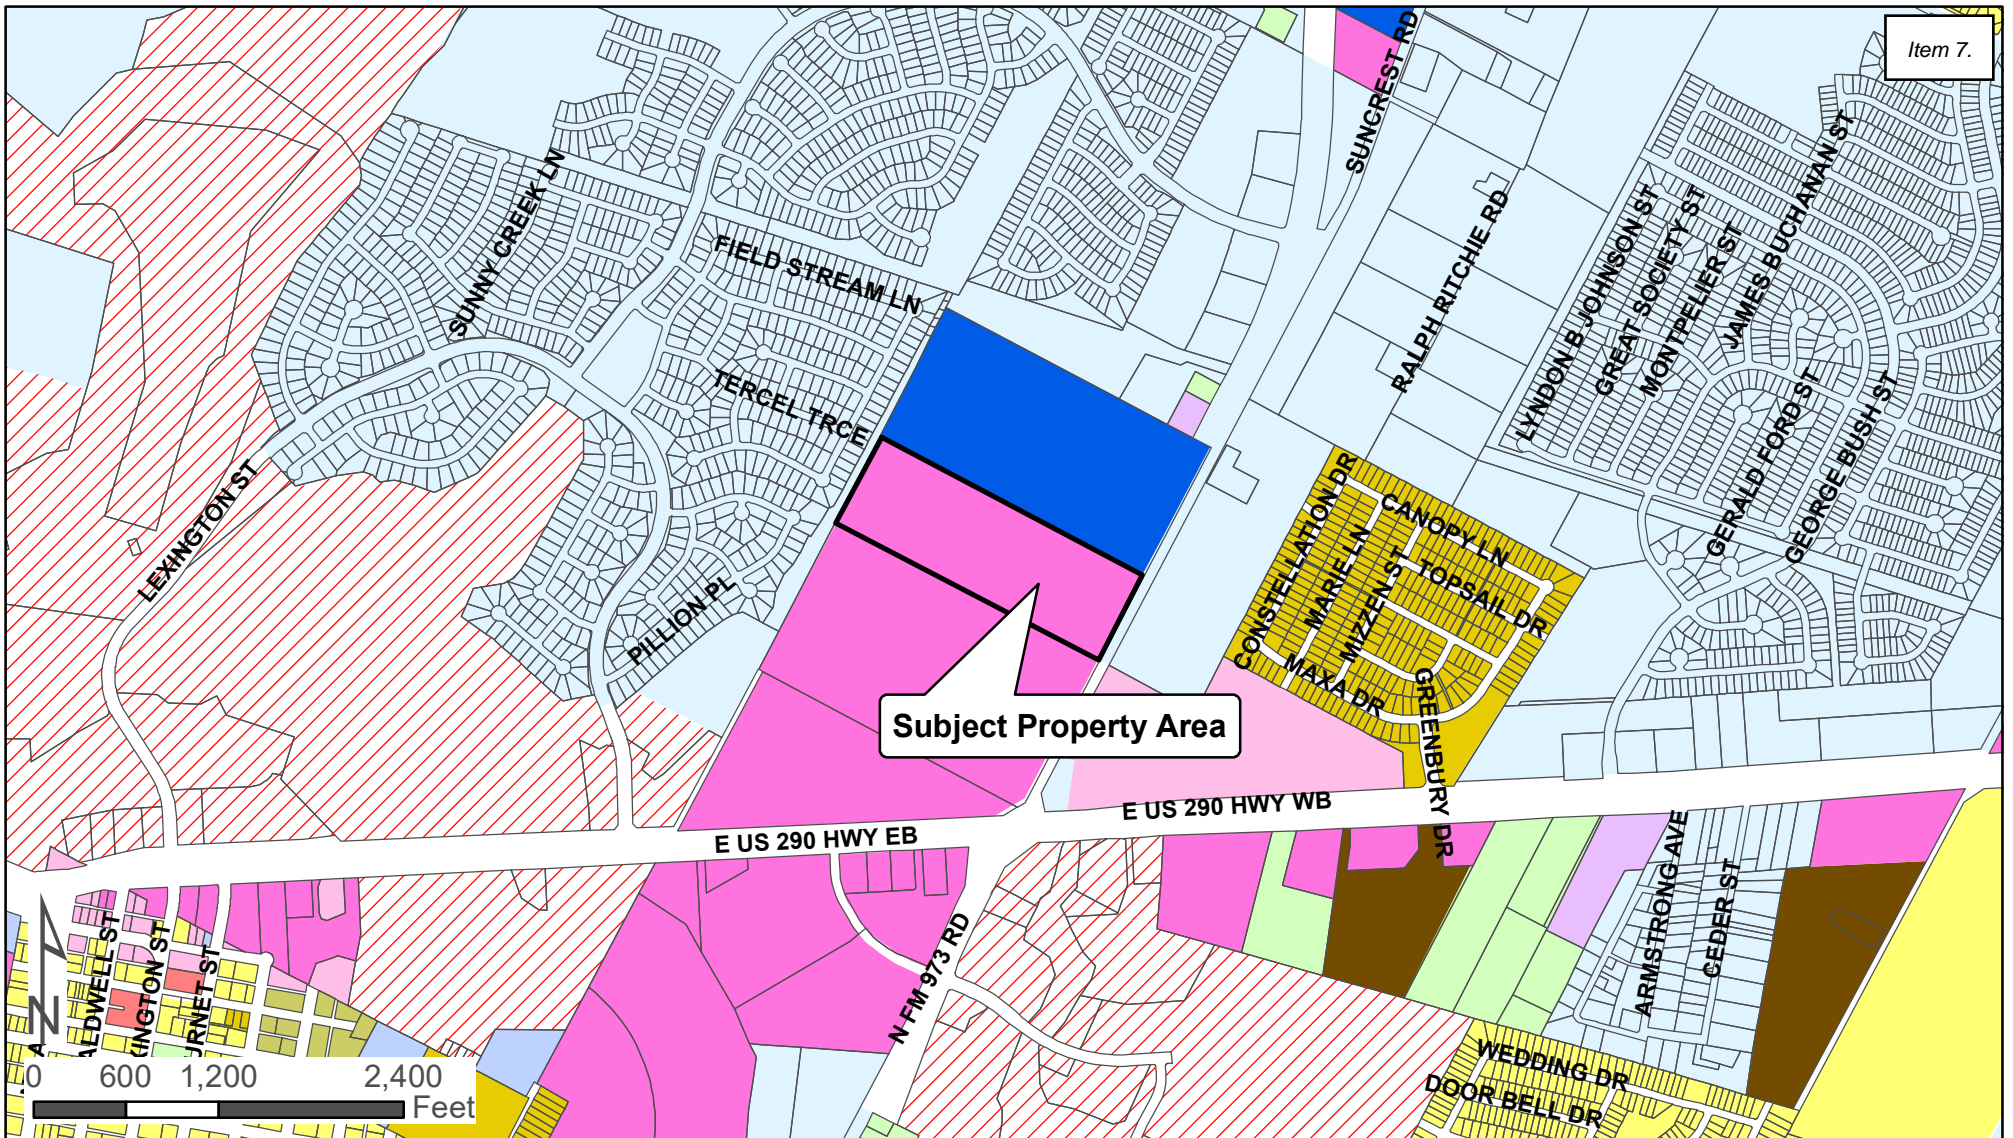 Item 7.
SUNCREST RD
SUNNY CREEK LN
FIELD STREAM LN
RALPH RITCHIE RD
LYNDON B JOHNSON ST
GREAT SOCIETY ST
MONTPELIER ST
JAMES BUCHANAN ST
TERCEL TRCE
LEXINGTON ST
GERALD FORD ST
GEORGE BUSH ST
CONSTELLATION DR
MARIE LN
MIZZEN ST
CANOPY LN
TOPSAIL DR
PILLION PL
MAXA DR
GREENBURY DR
Subject Property Area
E US 290 HWY WB
E US 290 HWY EB
ARMSTRONG AVE
CEDER ST
N FM 973 RD
ALDWELL ST
KINGTON ST
URNET ST
N
WEDDING DR
DOOR BELL DR
0 600 1,200 2,400
Feet